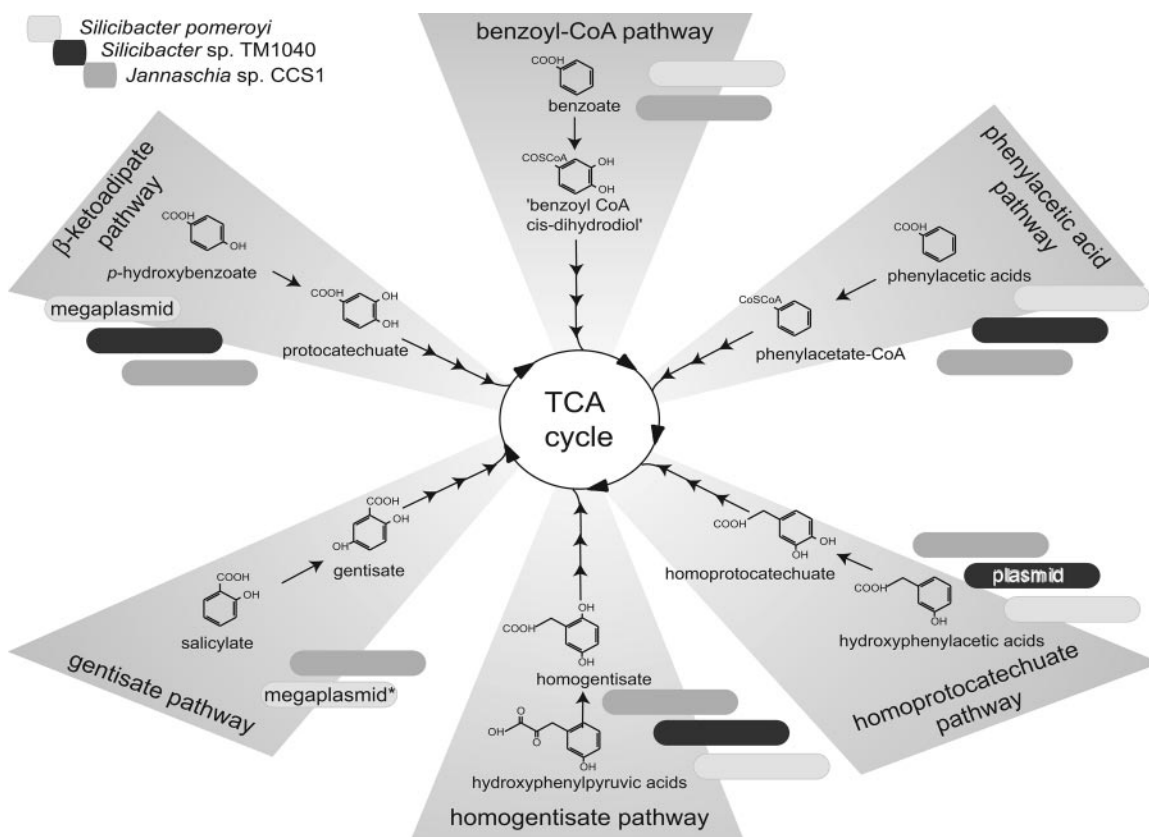 Silicibacter pomeroyi
Silicibacter sp. TM1040
Jannaschia sp. CCS1
benzoyl-CoA pathway
COOH
benzoate
COSCoA
OH
OH
'benzoyl CoA
cis-dihydrodiol'
β-ketoadipate
pathway
COOH
OH
p-hydroxybenzoate
COOH
OH
OH
protocatechuate
megaplasmid
phenylacetic acid
pathway
COOH
phenylacetic acids
CoSCoA
phenylacetate-CoA
TCA
cycle
COOH
OH
OH
gentisate
COOH
OH
salicylate
gentisate pathway
megaplasmid*
OH
COOH
OH
homogentisate
O
OH
O
OH
hydroxyphenylpyruvic acids
homogentisate pathway
COOH
OH
OH
homoprotocatechuate
plasmid
COOH
OH
hydroxyphenylacetic acids
homoprotocatechuate
pathway